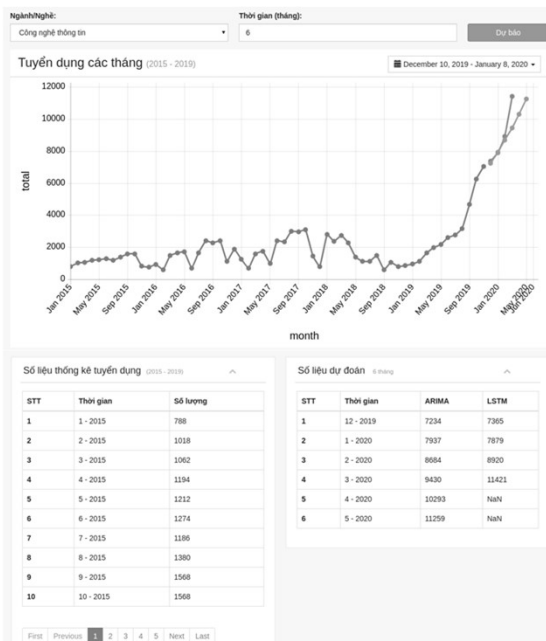 Ngành/Nghề: Thời gian (tháng):
Công nghệ thông tin 6 Dự báo
Tuyển dụng các tháng (2015 - 2019) December 10, 2019 - January 8, 2020
12000
10000
8000
6000
4000
2000
0
total
Jan 2015 May 2015 Sep 2015 Jan 2016 May 2016 Sep 2016 Jan 2017 May 2017 Sep 2017 Jan 2018 May 2018 Sep 2018 Jan 2019 May 2019 Sep 2019 Jan 2020 May 2020 Jun 2020
month
Số liệu thống kê tuyển dụng (2015 - 2019)
STT Thời gian Số lượng
1 1 - 2015 788
2 2 - 2015 1018
3 3 - 2015 1062
4 4 - 2015 1194
5 5 - 2015 1212
6 6 - 2015 1274
7 7 - 2015 1186
8 8 - 2015 1380
9 9 - 2015 1568
10 10 - 2015 1568
First Previous 1 2 3 4 5 Next Last
Số liệu dự đoán 6 tháng
STT Thời gian ARIMA LSTM
1 12 - 2019 7234 7365
2 1 - 2020 7937 7879
3 2 - 2020 8684 8920
4 3 - 2020 9430 11421
5 4 - 2020 10293 NaN
6 5 - 2020 11259 NaN